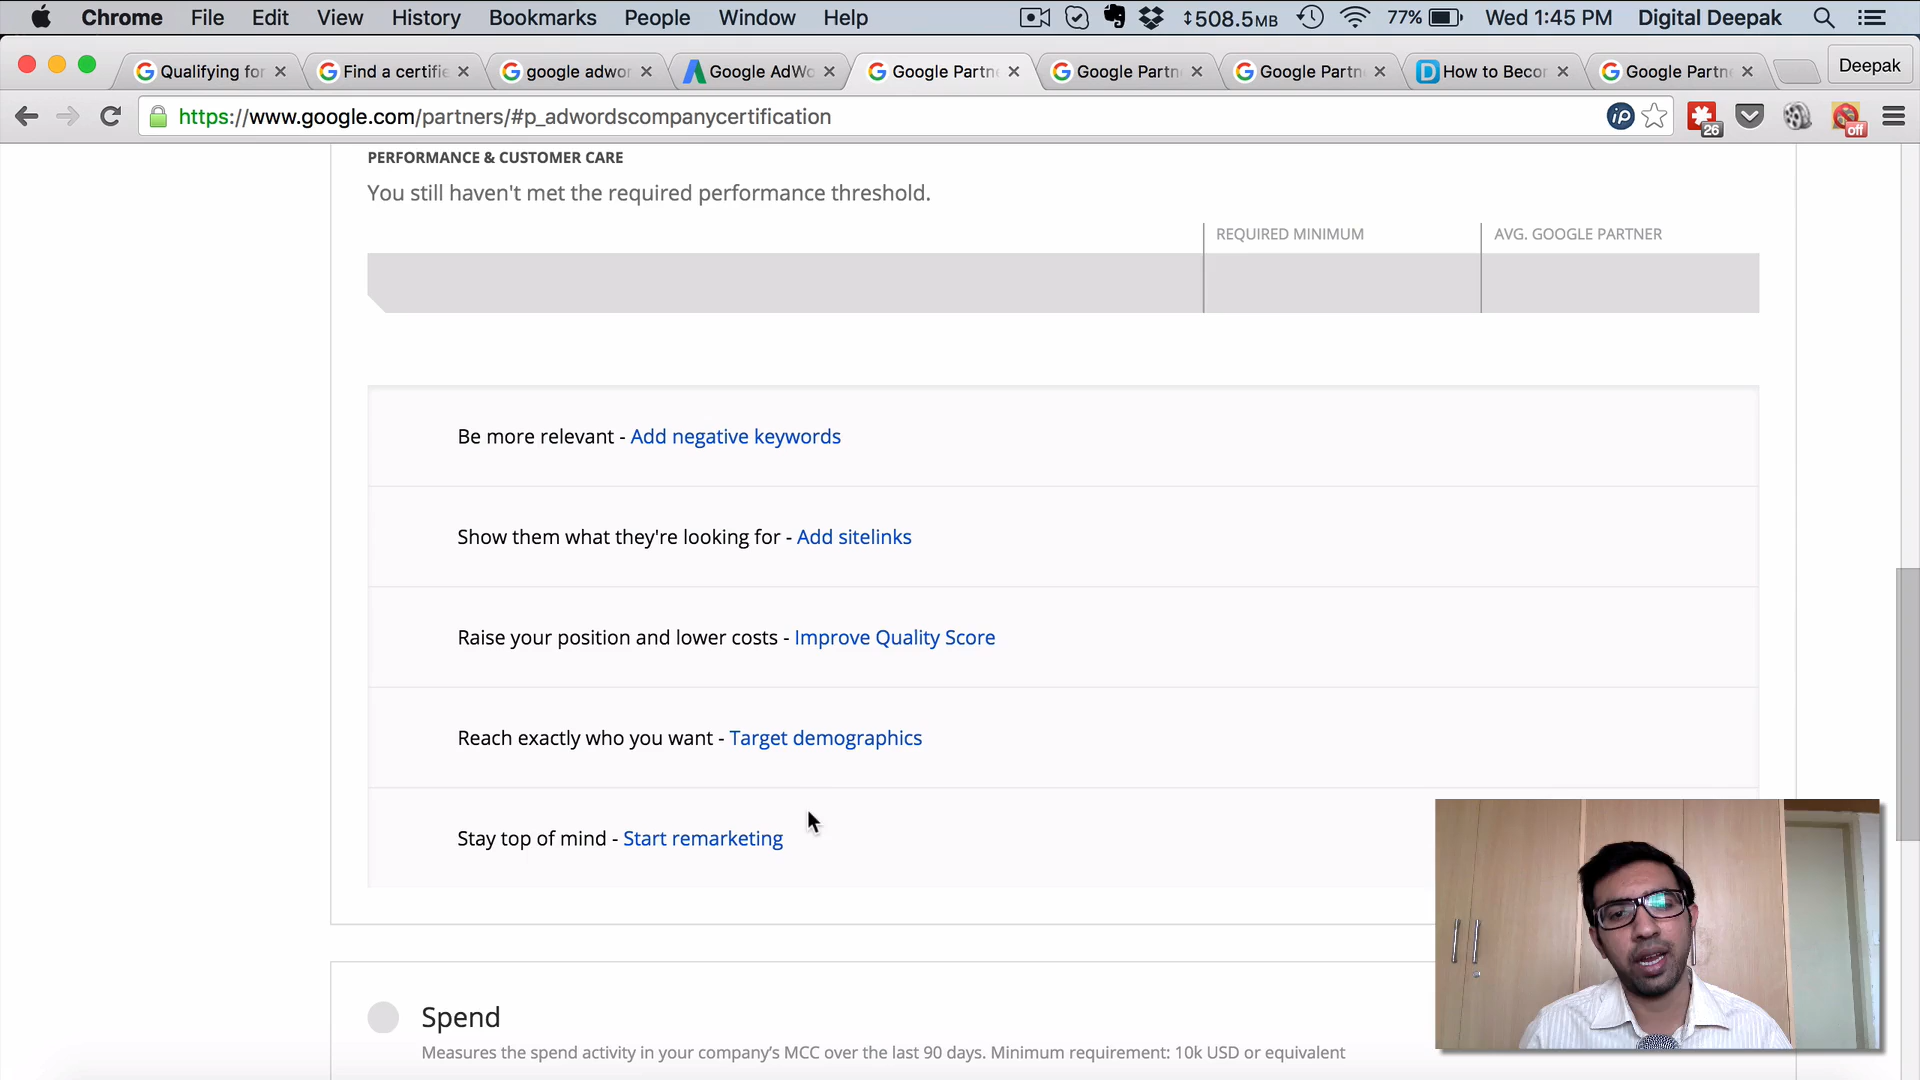 Chrome File Edit View History Bookmarks People Window Help 508.5MB 77% Wed 1:45 PM Digital Deepak
Qualifying for Find a certifie google adwor Google AdWo Google Partn Google Partn Google Partn How to Becor Google Partn Deepak
https://www.google.com/partners/#p_adwordscompanycertification iP 26 off
PERFORMANCE & CUSTOMER CARE
You still haven't met the required performance threshold.
REQUIRED MINIMUM AVG. GOOGLE PARTNER
Be more relevant - Add negative keywords
Show them what they're looking for - Add sitelinks
Raise your position and lower costs - Improve Quality Score
Reach exactly who you want - Target demographics
Stay top of mind - Start remarketing
Spend
Measures the spend activity in your company's MCC over the last 90 days. Minimum requirement: 10k USD or equivalent